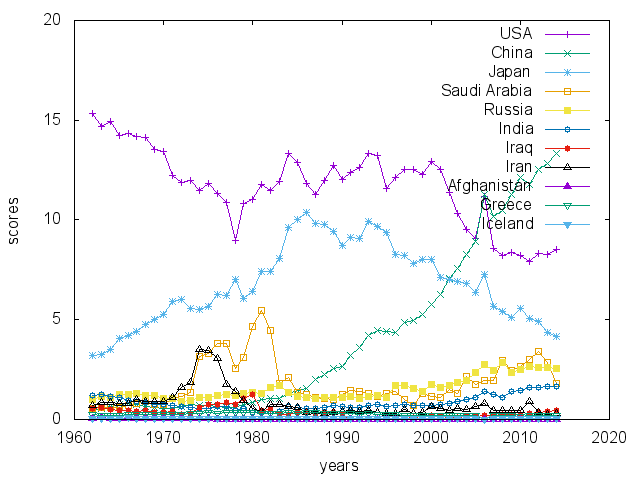 20
15
10
5
0
scores
1960 1970 1980 1990 2000 2010 2020
years
USA
China
Japan
Saudi Arabia
Russia
India
Iraq
Iran
Afghanistan
Greece
Iceland